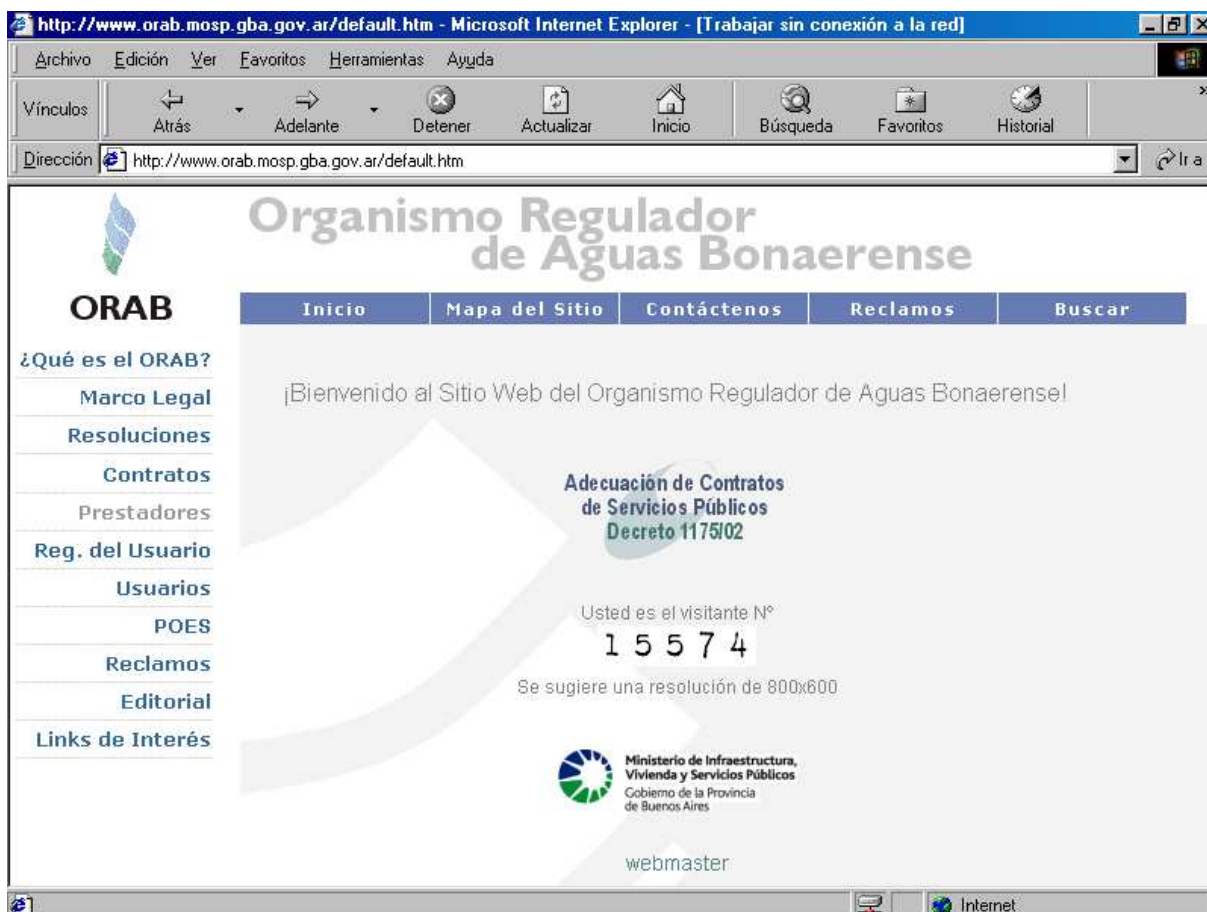 http://www.orab.mosp.gba.gov.ar/default.htm - Microsoft Internet Explorer - [Trabajar sin conexión a la red]
Archivo Edición Ver Favoritos Herramientas Ayuda
Vínculos Atrás Adelante Detener Actualizar Inicio Búsqueda Favoritos Historial »
Dirección http://www.orab.mosp.gba.gov.ar/default.htm Ir a
Organismo Regulador
de Aguas Bonaerense
ORAB
Inicio Mapa del Sitio Contáctenos Reclamos Buscar
¿Qué es el ORAB?
Marco Legal
Resoluciones
Contratos
Prestadores
Reg. del Usuario
Usuarios
POES
Reclamos
Editorial
Links de Interés
¡Bienvenido al Sitio Web del Organismo Regulador de Aguas Bonaerense!
Adecuación de Contratos
de Servicios Públicos
Decreto 1175/02
Usted es el visitante Nº
15574
Se sugiere una resolución de 800x600
Ministerio de Infraestructura,
Vivienda y Servicios Públicos
Gobierno de la Provincia
de Buenos Aires
webmaster
Internet